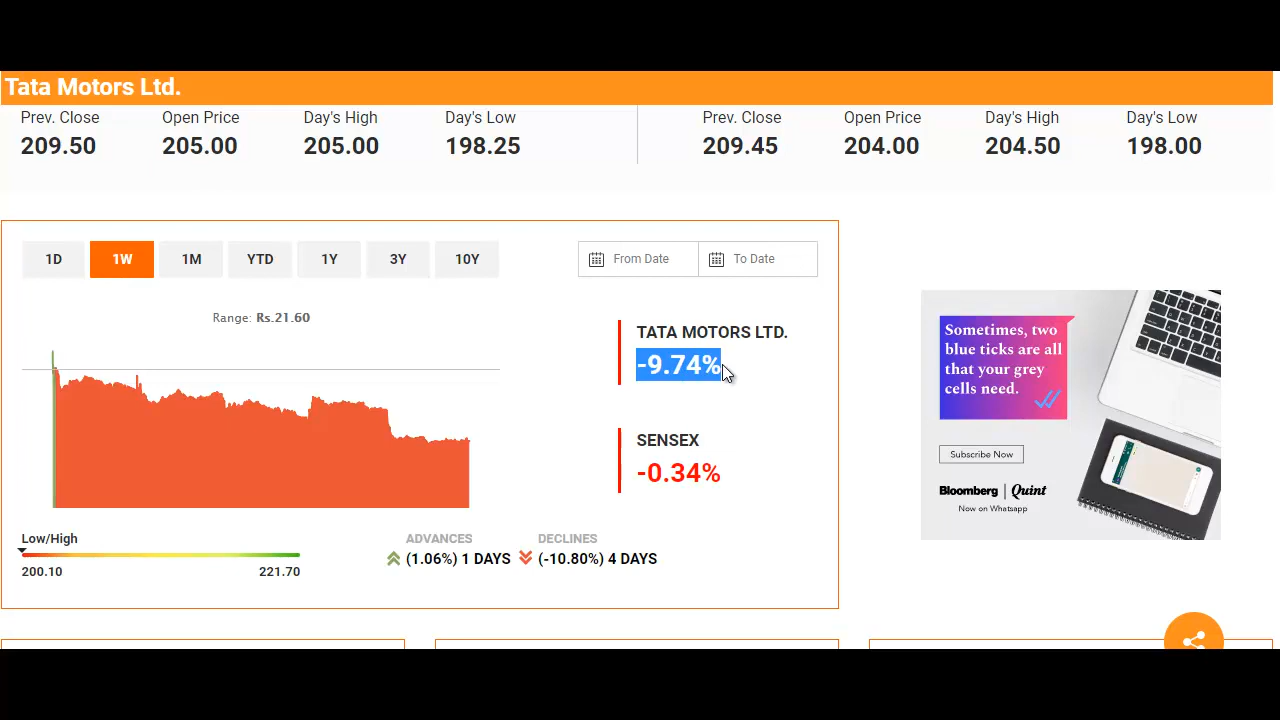 Tata Motors Ltd.
Prev. Close Open Price Day's High Day's Low Prev. Close Open Price Day's High Day's Low
209.50 205.00 205.00 198.25 209.45 204.00 204.50 198.00
1D 1W 1M YTD 1Y 3Y 10Y From Date To Date
Range: Rs.21.60
TATA MOTORS LTD.
-9.74%
SENSEX
-0.34%
Low/High
200.10 221.70
ADVANCES DECLINES
(1.06%) 1 DAYS (-10.80%) 4 DAYS
Sometimes, two
blue ticks are all
that your grey
cells need.
Subscribe Now
Bloomberg | Quint
Now on Whatsapp